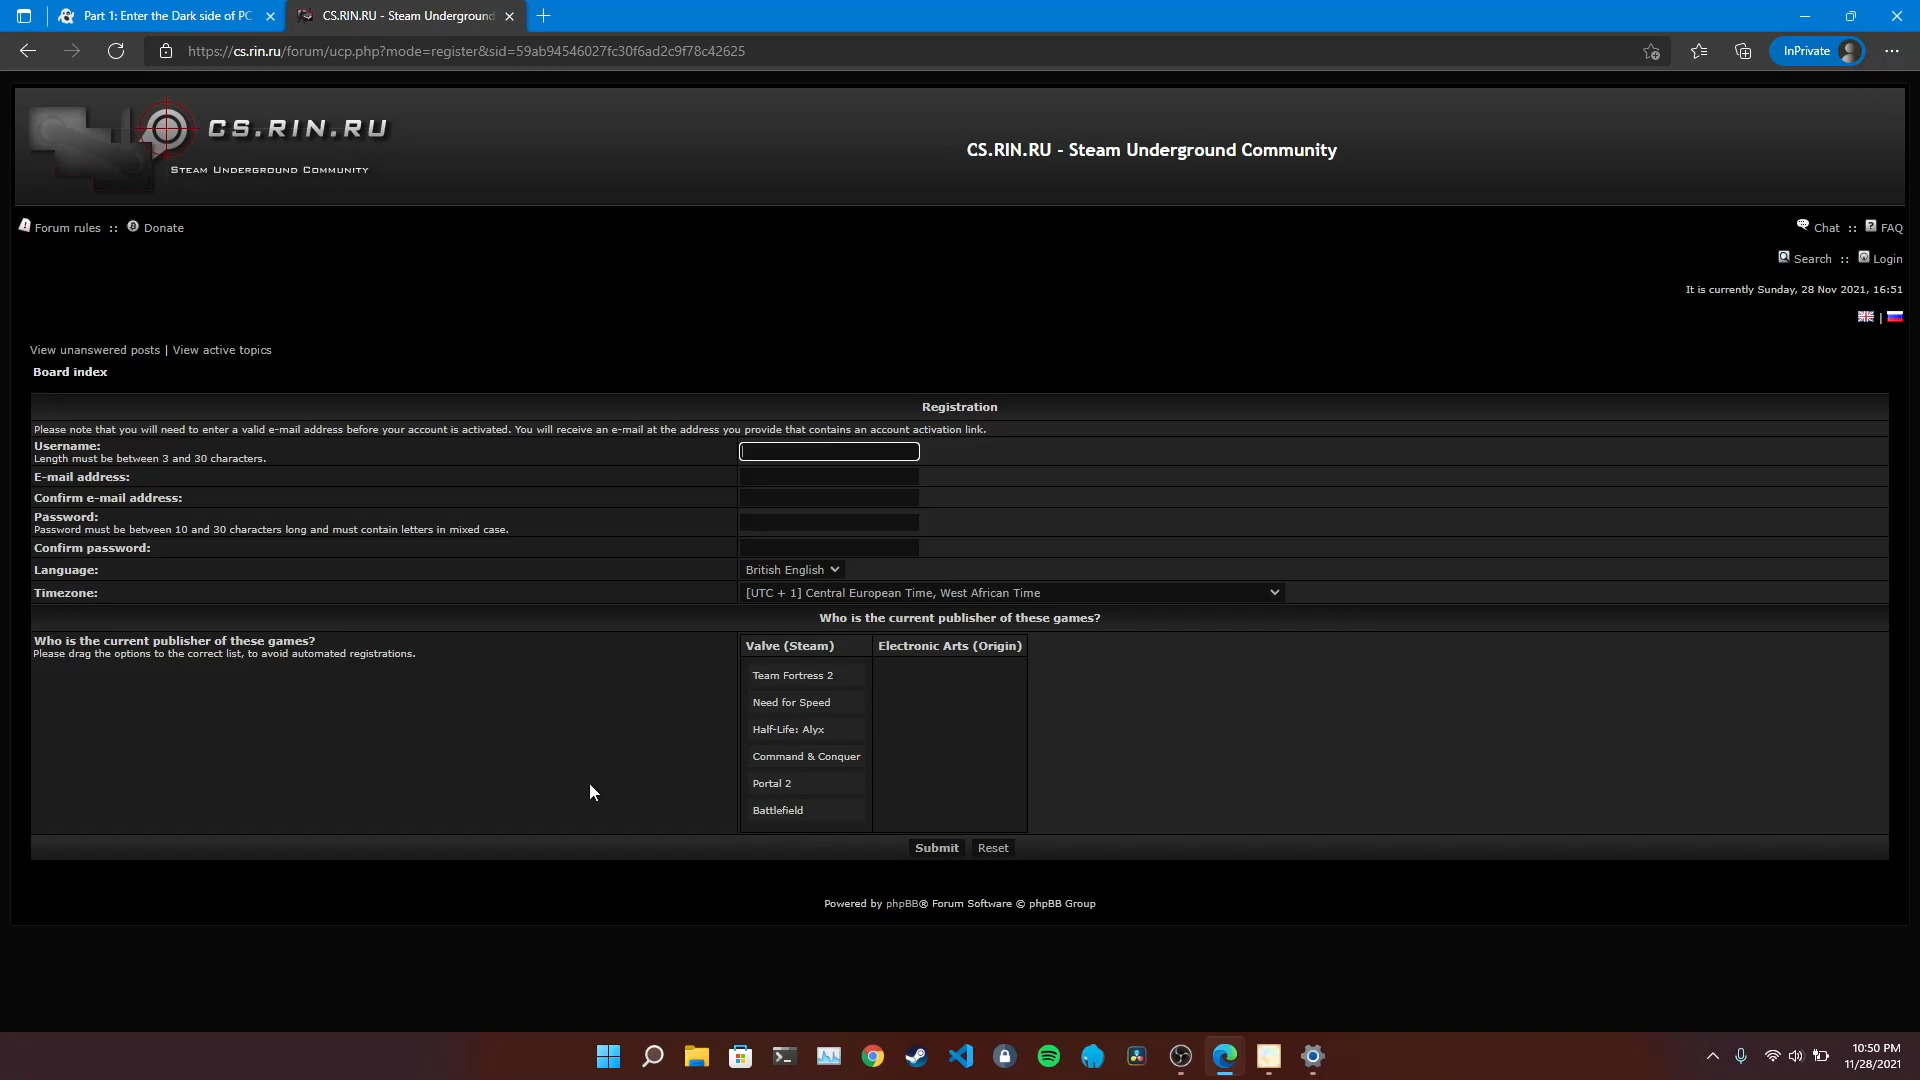 Part 1: Enter the Dark side of PC
CS.RIN.RU - Steam Underground
https://cs.rin.ru/forum/ucp.php?mode=register&sid=59ab94546027fc30f6ad2c9f78c42625
InPrivate
CS.RIN.RU
Steam Underground Community
CS.RIN.RU - Steam Underground Community
Forum rules :: Donate
Chat :: FAQ
Search :: Login
It is currently Sunday, 28 Nov 2021, 16:51
|
View unanswered posts | View active topics
Board index
Registration
Please note that you will need to enter a valid e-mail address before your account is activated. You will receive an e-mail at the address you provide that contains an account activation link.
Username:
Length must be between 3 and 30 characters.
E-mail address:
Confirm e-mail address:
Password:
Password must be between 10 and 30 characters long and must contain letters in mixed case.
Confirm password:
Language:
British English
Timezone:
[UTC + 1] Central European Time, West African Time
Who is the current publisher of these games?
Who is the current publisher of these games?
Please drag the options to the correct list, to avoid automated registrations.
Valve (Steam)
Electronic Arts (Origin)
Team Fortress 2
Need for Speed
Half-Life: Alyx
Command & Conquer
Portal 2
Battlefield
Submit
Reset
Powered by phpBB® Forum Software © phpBB Group
10:50 PM
11/28/2021